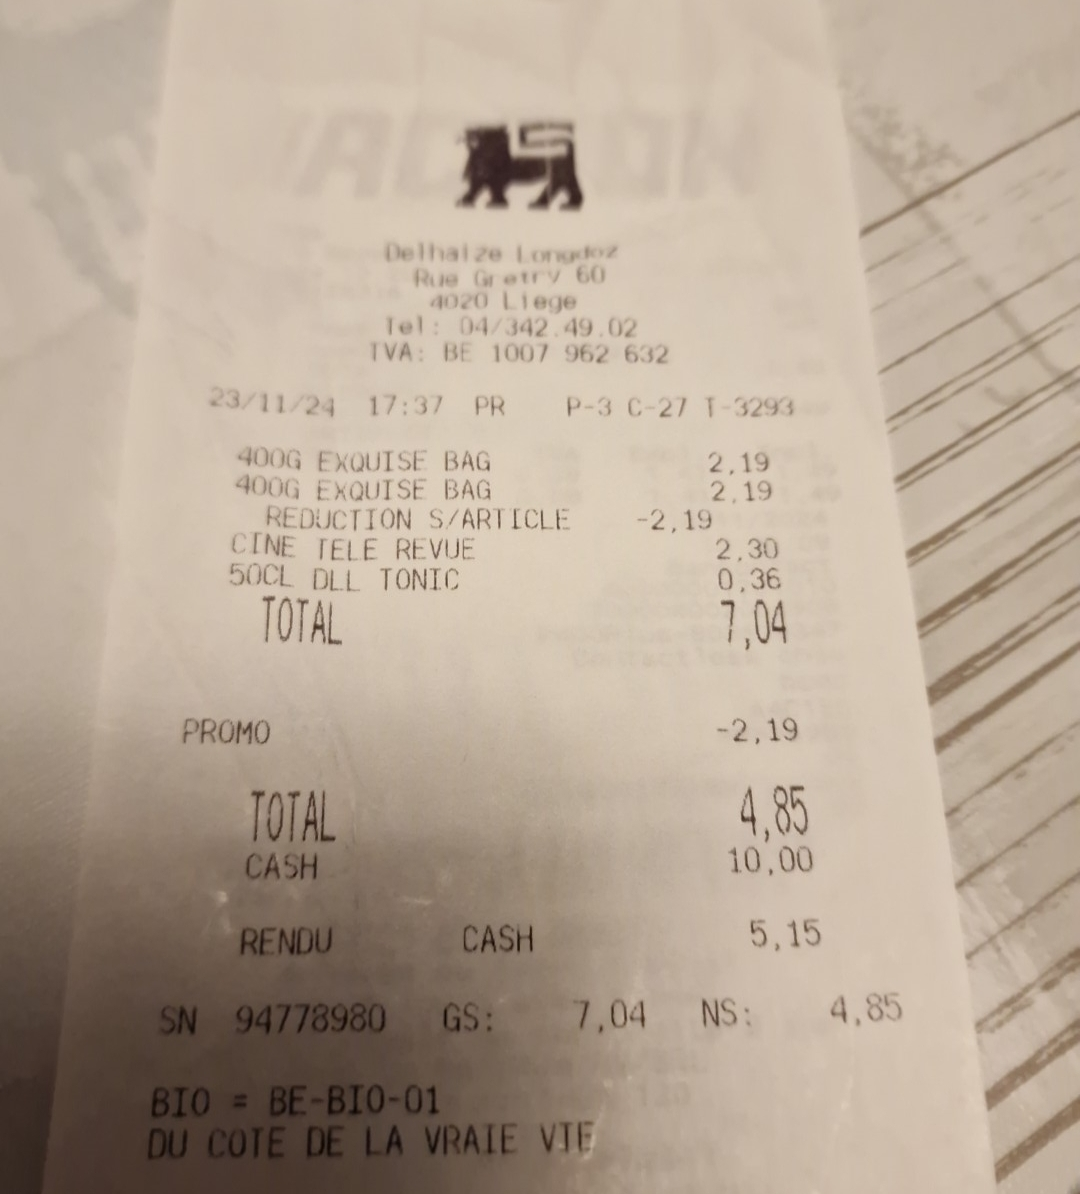 Delhaize Longdoz
Rue Gretry 60
4020 Liege
Tel: 04/342.49.02
TVA: BE 1007 962 632
23/11/24 17:37 PR P-3 C-27 T-3293
400G EXQUISE BAG 2,19
400G EXQUISE BAG 2,19
REDUCTION S/ARTICLE -2,19
CINE TELE REVUE 2,30
50CL DLL TONIC 0,36
TOTAL 7,04
PROMO -2,19
TOTAL 4,85
CASH 10,00
RENDU CASH 5,15
SN 94778980 GS: 7,04 NS: 4,85
BIO = BE-BIO-01
DU COTE DE LA VRAIE VIE